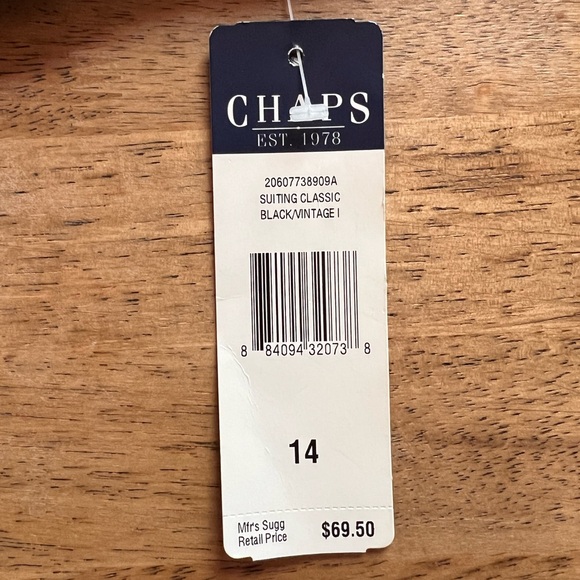 CHAPS
EST. 1978
20607738909A
SUITING CLASSIC
BLACK/VINTAGE I
8 84094 32073 8
14
Mfrs Sugg
Retail Price $69.50